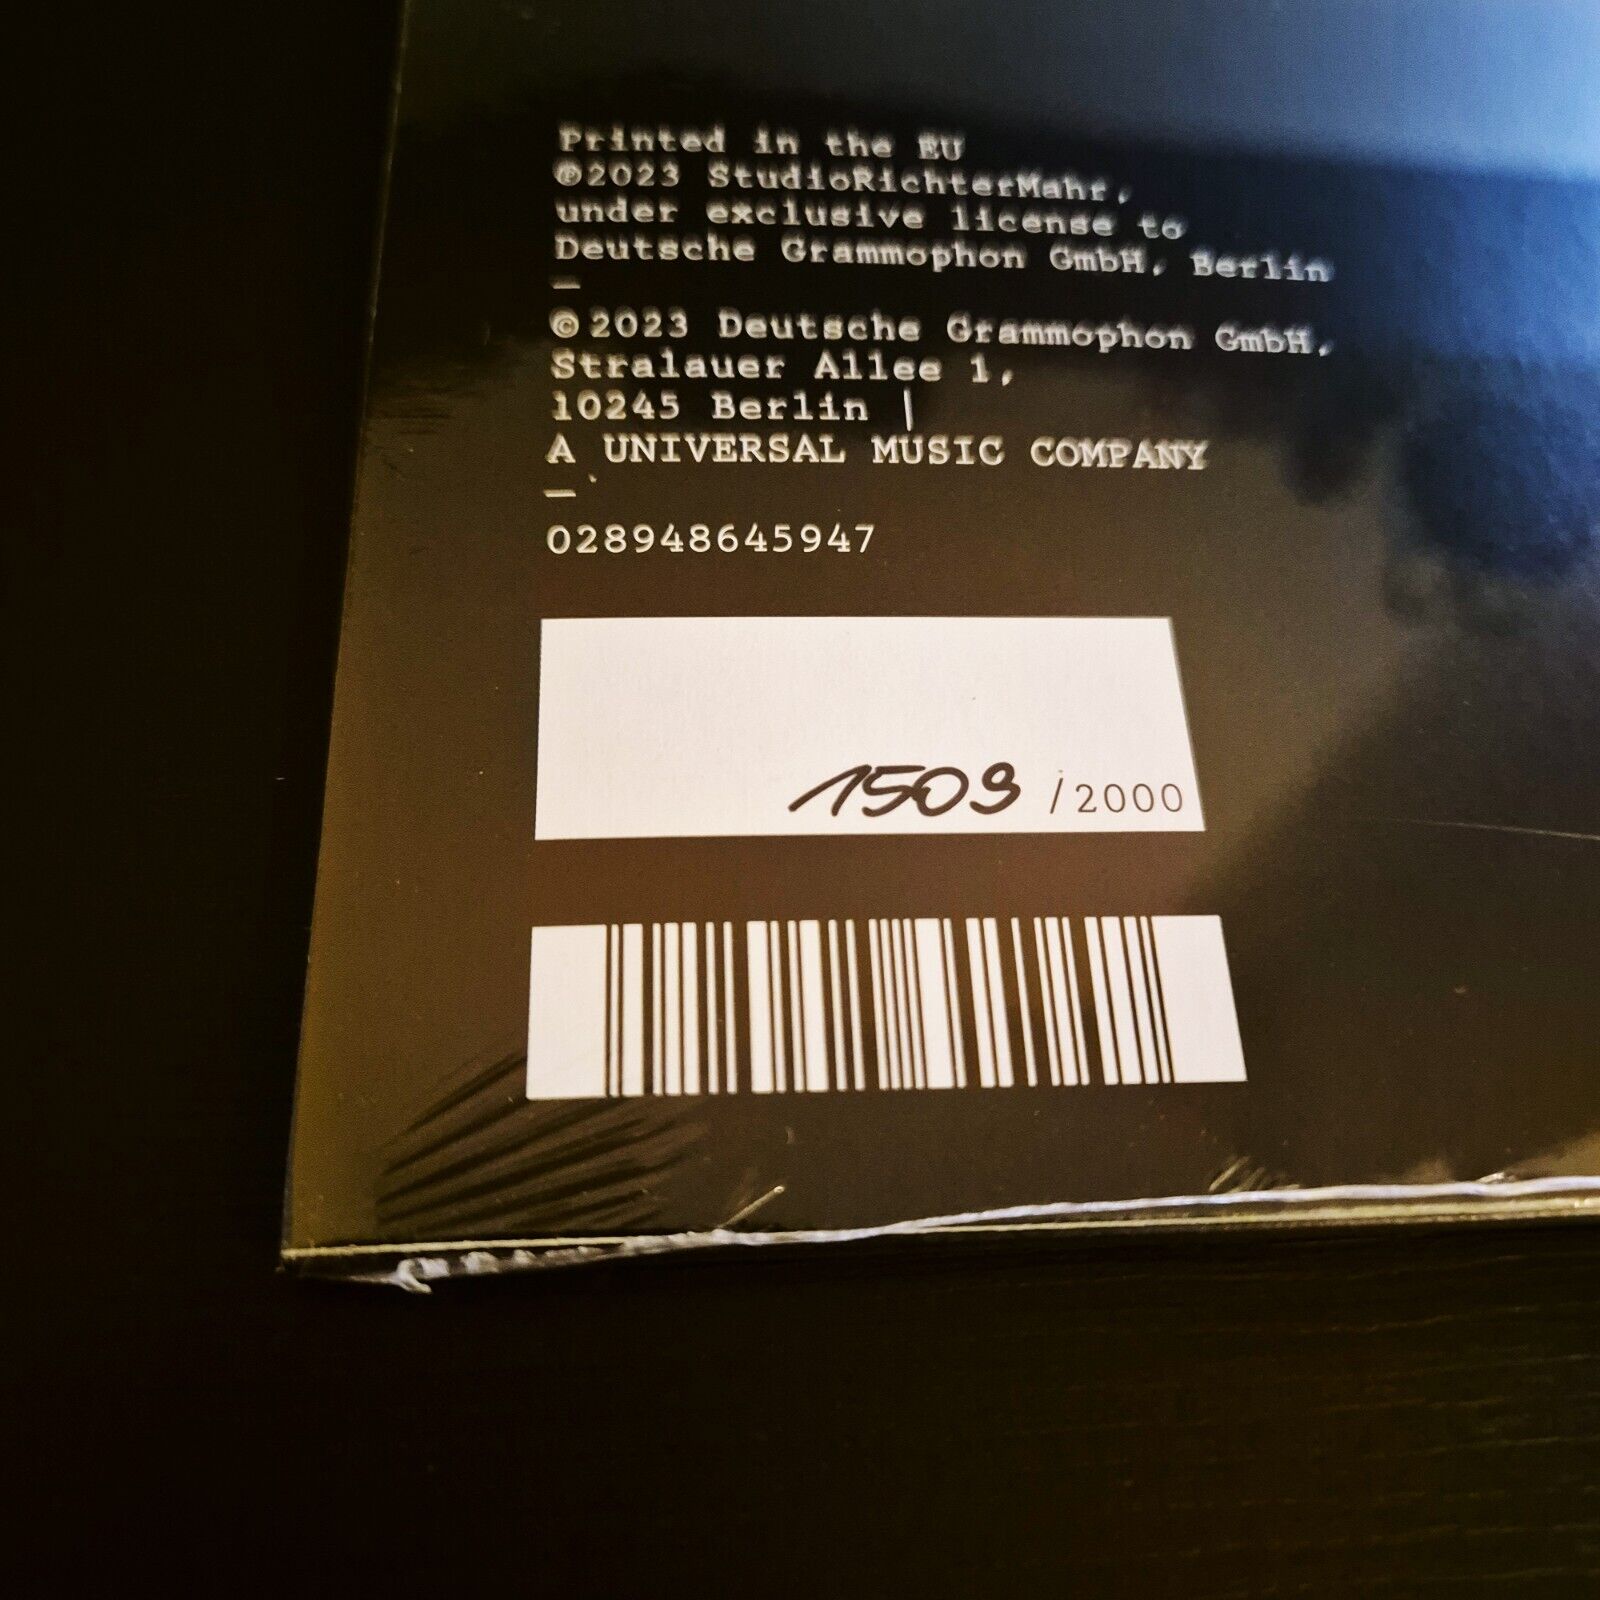 Printed in the EU
℗2023 StudioRichterMahr,
under exclusive license to
Deutsche Grammophon GmbH, Berlin
—
©2023 Deutsche Grammophon GmbH,
Stralauer Allee 1,
10245 Berlin |
A UNIVERSAL MUSIC COMPANY
—
028948645947
1509 /2000